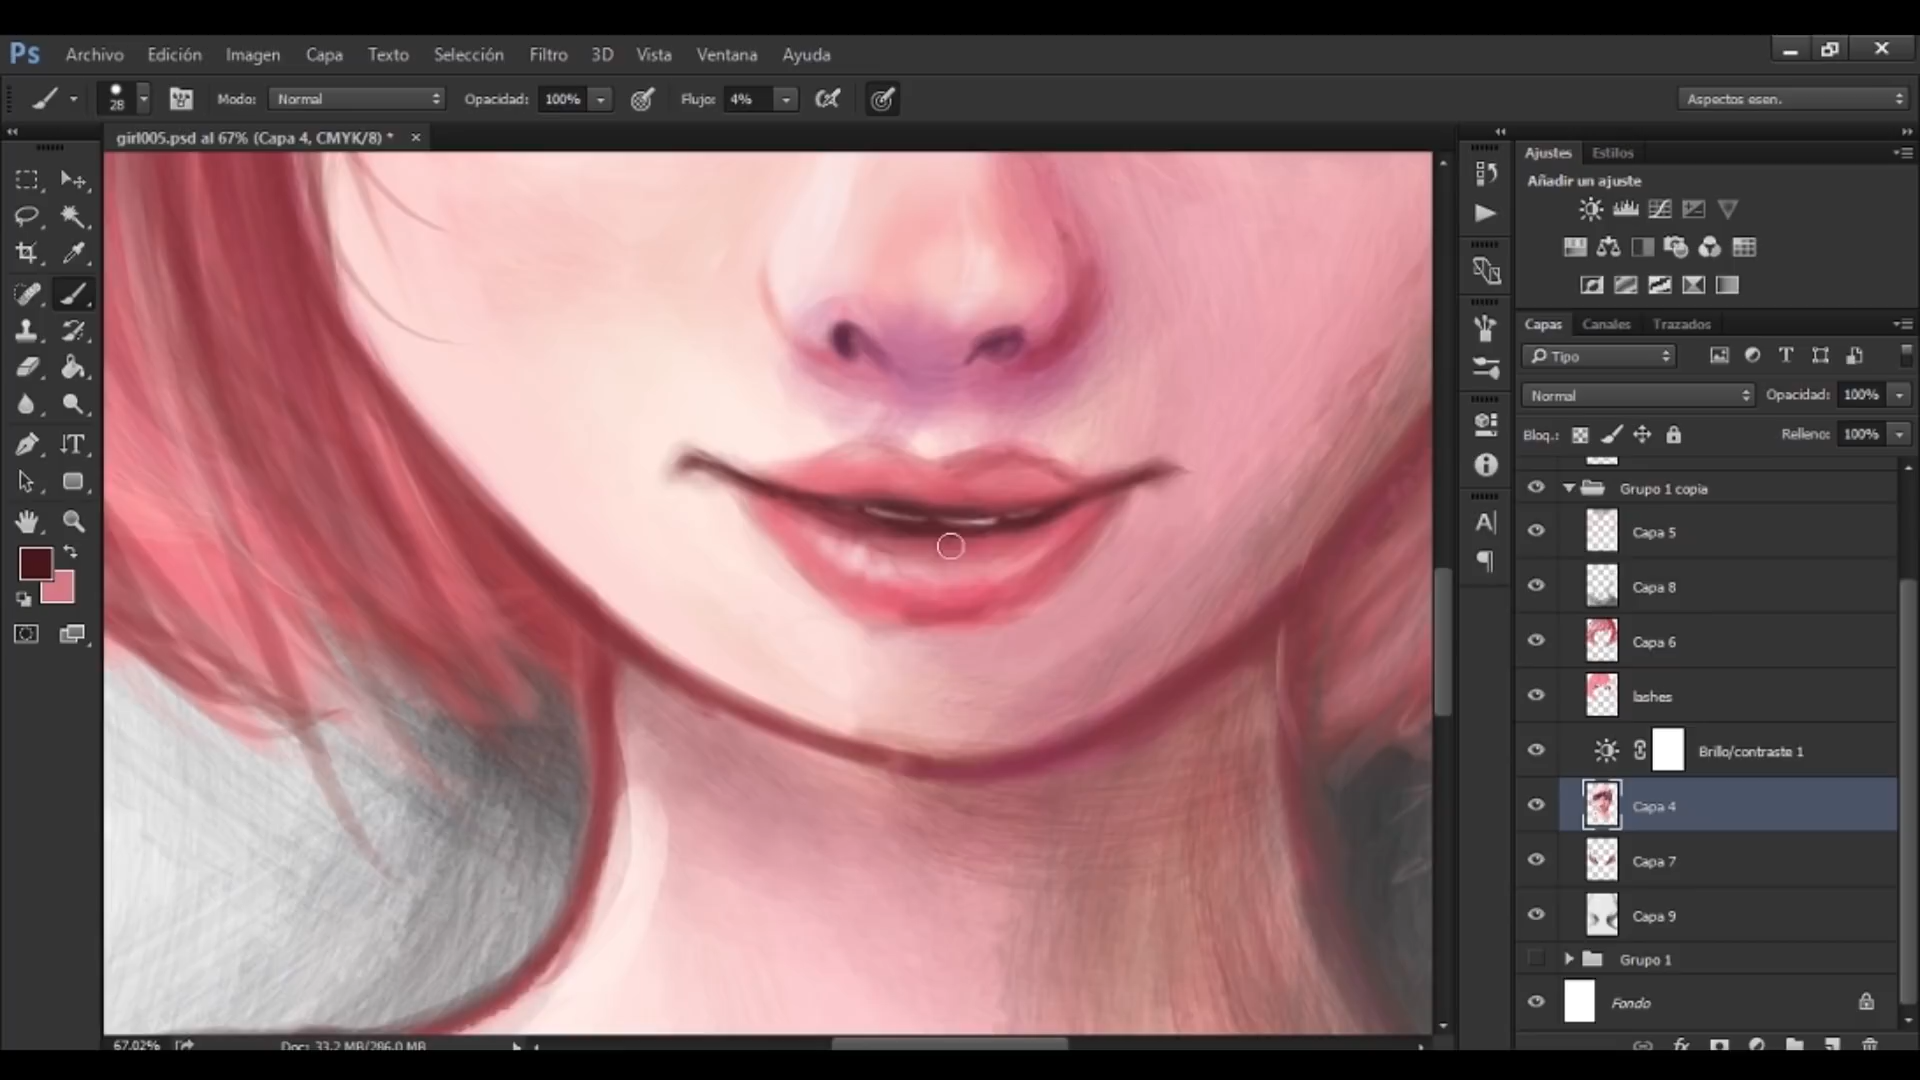 Ps Archivo Edición Imagen Capa Texto Selección Filtro 3D Vista Ventana Ayuda
28 Modo: Normal Opacidad: 100% Flujo: 4% Aspectos esen.
girl005.psd al 67% (Capa 4, CMYK/8) *
Ajustes Estilos
Añadir un ajuste
Capas Canales Trazados
Tipo
Normal Opacidad: 100%
Bloq.: Relleno: 100%
Grupo 1 copia
Capa 5
Capa 8
Capa 6
lashes
Brillo/contraste 1
Capa 4
Capa 7
Capa 9
Grupo 1
Fondo
67.02% Doc: 33.2 MB/286.0 MB